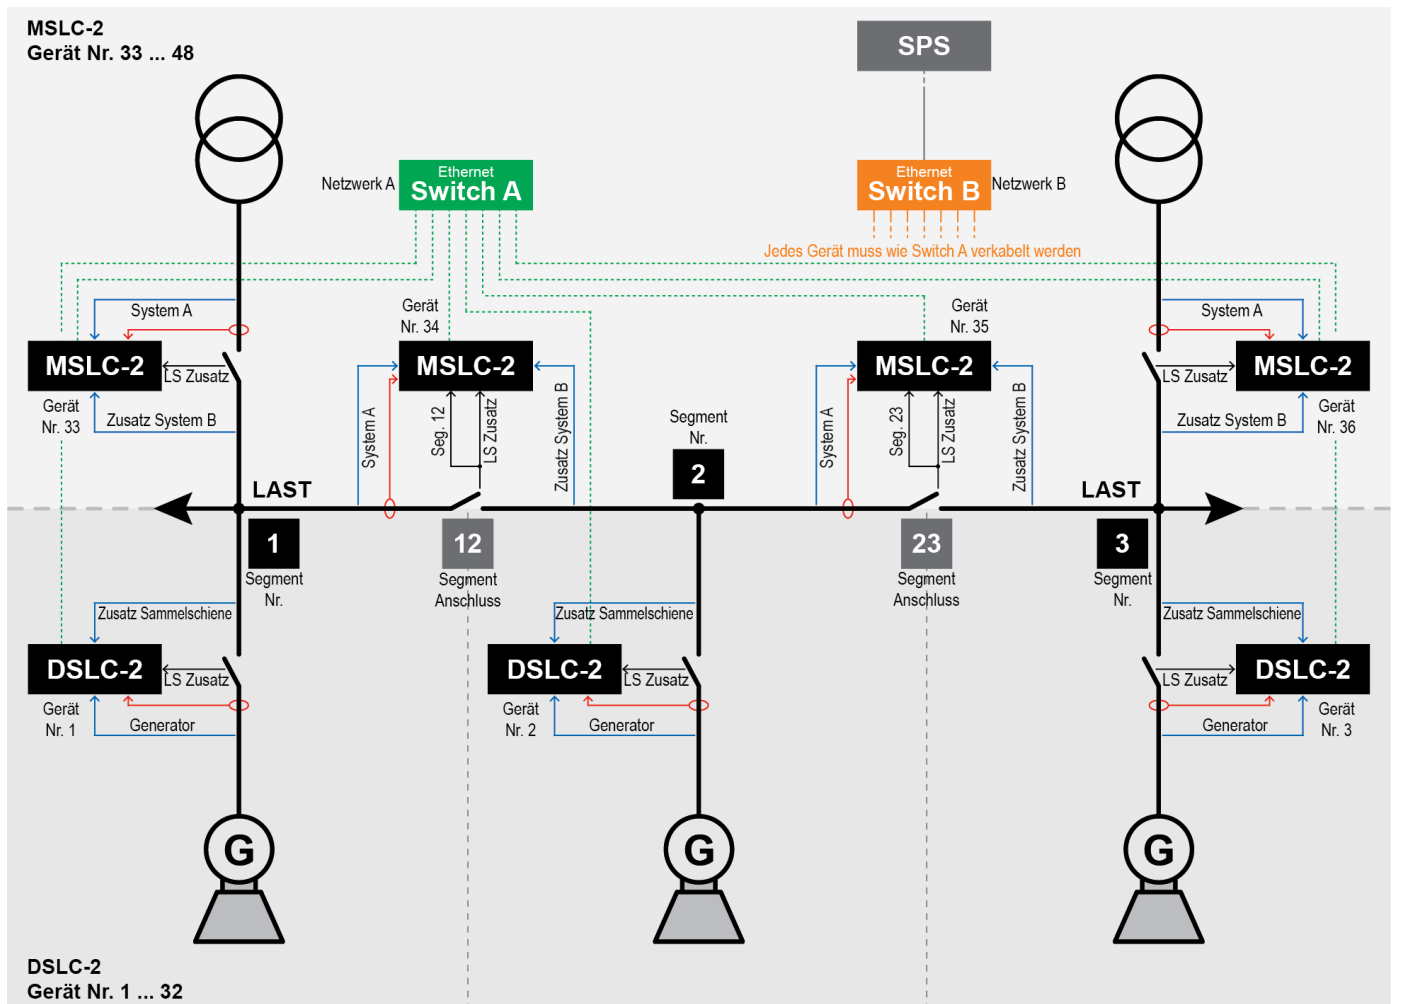 MSLC-2
Gerät Nr. 33 ... 48
SPS
Netzwerk A
Ethernet
Switch A
Ethernet
Switch B
Netzwerk B
Jedes Gerät muss wie Switch A verkabelt werden
System A
Gerät
Nr. 34
Gerät
Nr. 35
System A
MSLC-2
LS Zusatz
Gerät
Nr. 33
Zusatz System B
MSLC-2
System A
Seg. 12
LS Zusatz
Zusatz System B
Segment
Nr.
2
MSLC-2
System A
Seg. 23
LS Zusatz
Zusatz System B
MSLC-2
LS Zusatz
Zusatz System B
Gerät
Nr. 36
LAST
LAST
1
Segment
Nr.
12
Segment
Anschluss
23
Segment
Anschluss
3
Segment
Nr.
Zusatz Sammelschiene
DSLC-2
LS Zusatz
Gerät
Nr. 1
Generator
Zusatz Sammelschiene
DSLC-2
LS Zusatz
Gerät
Nr. 2
Generator
Zusatz Sammelschiene
DSLC-2
LS Zusatz
Generator
Gerät
Nr. 3
G
G
G
DSLC-2
Gerät Nr. 1 ... 32